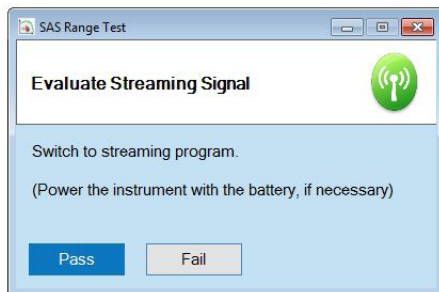 SAS Range Test
Evaluate Streaming Signal
Switch to streaming program.
(Power the instrument with the battery, if necessary)
Pass
Fail